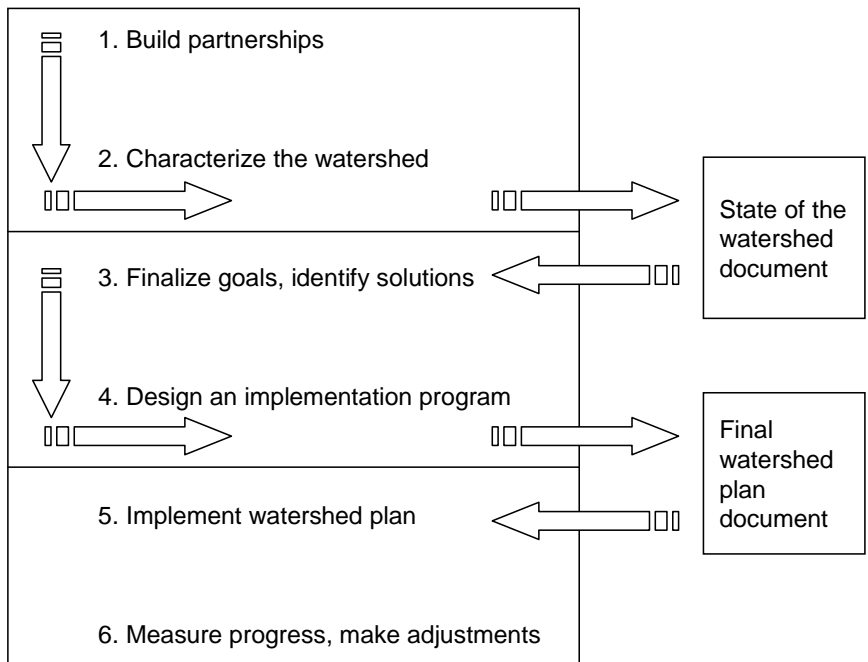 1. Build partnerships
2. Characterize the watershed
State of the
watershed
document
3. Finalize goals, identify solutions
4. Design an implementation program
Final
watershed
plan
document
5. Implement watershed plan
6. Measure progress, make adjustments